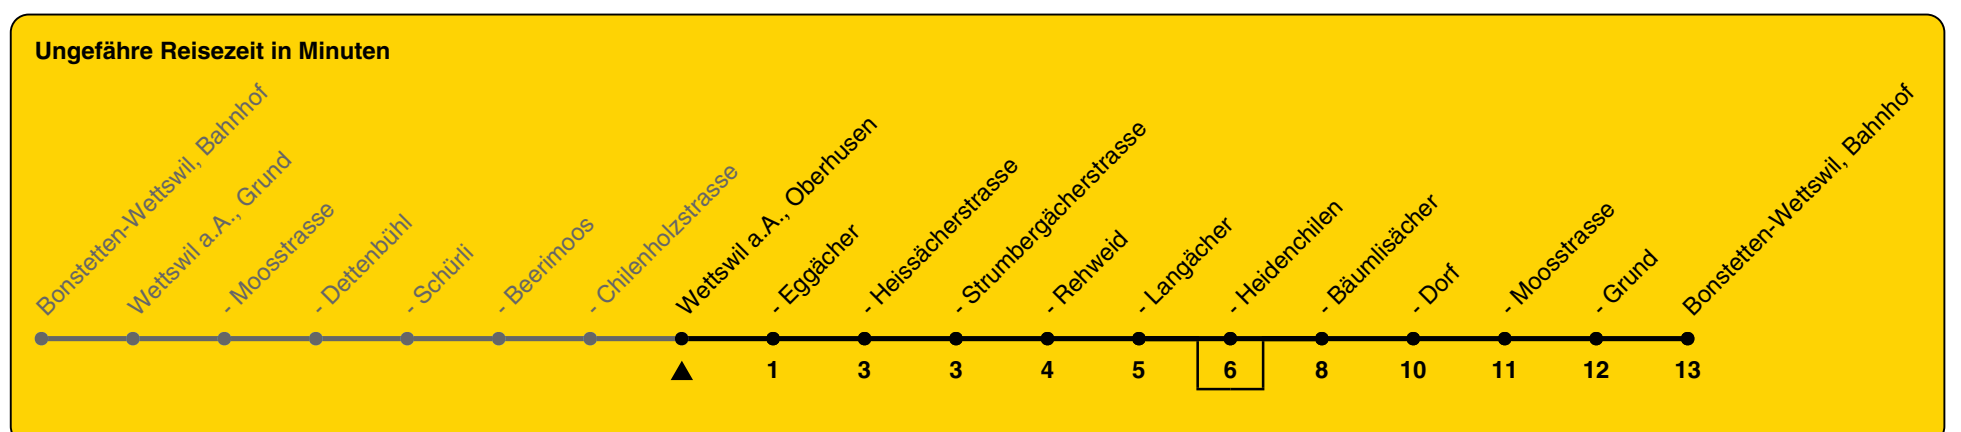 Ungefähre Reisezeit in Minuten
Bonstetten-Wettswil, Bahnhof
Wettswil a.A., Grund
- Moosstrasse
- Dettenbühl
- Schürli
- Beerimoos
- Chilenholzstrasse
Wettswil a.A., Oberhusen
- Eggächer
- Heissächerstrasse
- Strumbergächerstrasse
- Rehweid
- Langächer
- Heidenchilen
- Bäumlisächer
- Dorf
- Moosstrasse
- Grund
Bonstetten-Wettswil, Bahnhof
1 3 3 4 5 6 8 10 11 12 13